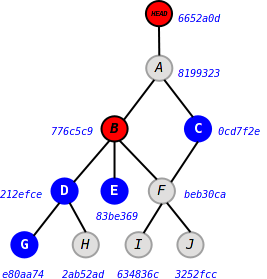 HEAD 6652a0d
A 8199323
776c5c9 B C 0cd7f2e
212efce D E F beb30ca
83be369
G H I J
e80aa74 2ab52ad 634836c 3252fcc